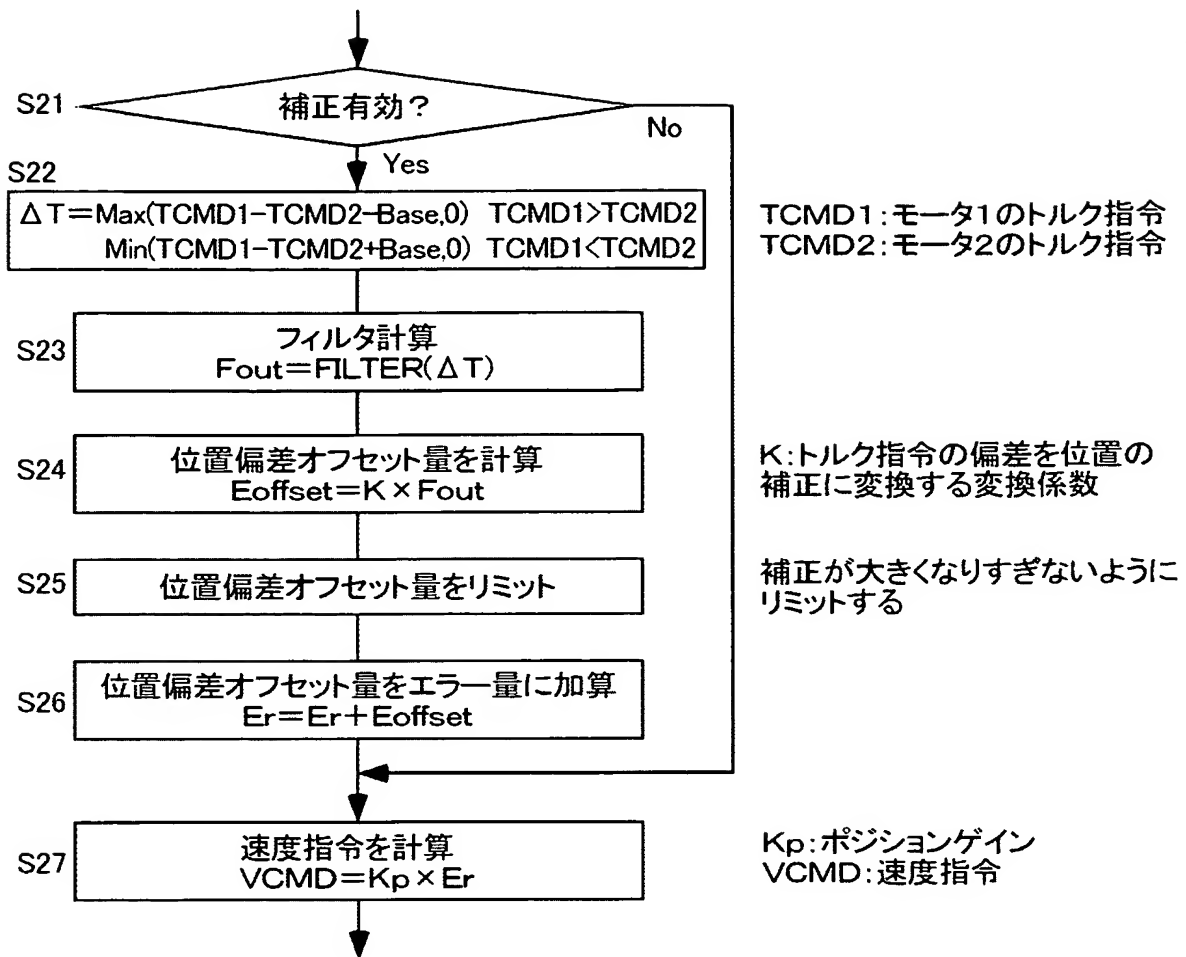 S21
補正有効？
No
Yes
S22
ΔT＝Max(TCMD1−TCMD2−Base,0) TCMD1>TCMD2
Min(TCMD1−TCMD2+Base,0) TCMD1<TCMD2
TCMD1：モータ1のトルク指令
TCMD2：モータ2のトルク指令
S23
フィルタ計算
Fout＝FILTER(ΔT)
S24
位置偏差オフセット量を計算
Eoffset＝K×Fout
K：トルク指令の偏差を位置の
補正に変換する変換係数
S25
位置偏差オフセット量をリミット
補正が大きくなりすぎないように
リミットする
S26
位置偏差オフセット量をエラー量に加算
Er＝Er＋Eoffset
S27
速度指令を計算
VCMD＝Kp×Er
Kp：ポジションゲイン
VCMD：速度指令